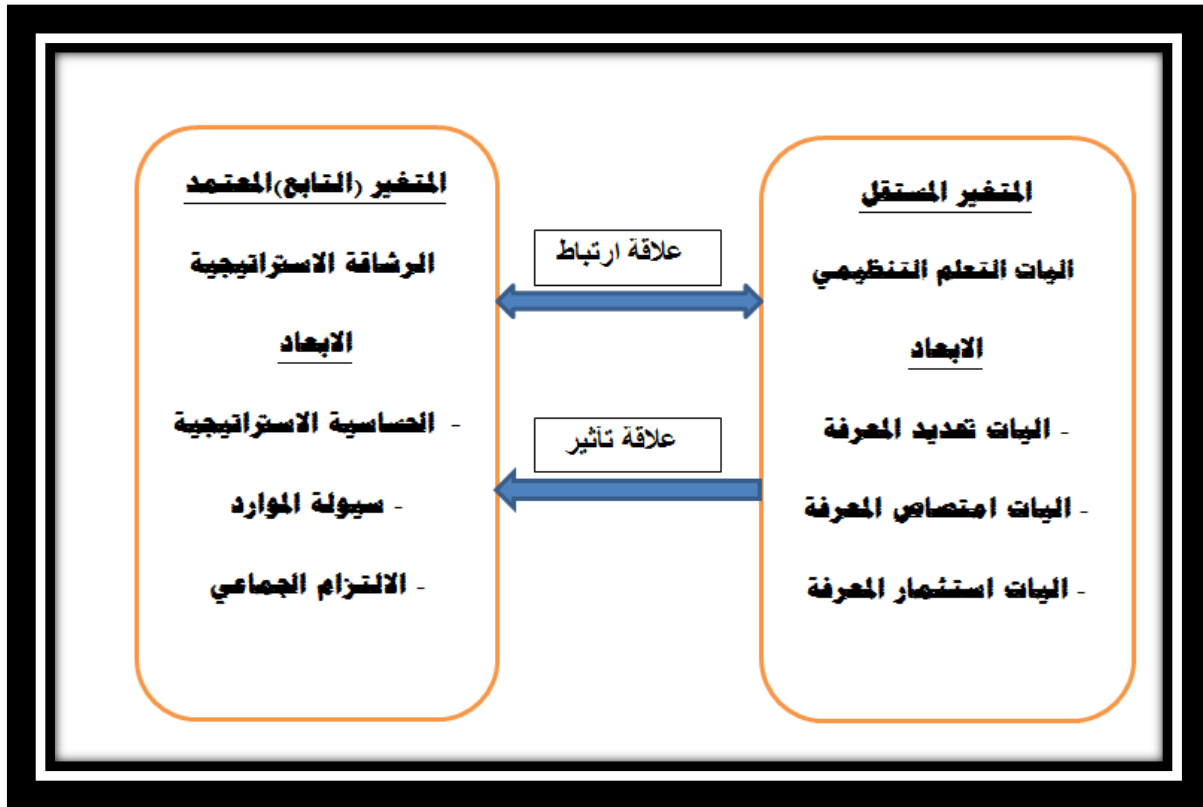 المتغير المستقل
اليات التعلم التنظيمي
الابعاد
- اليات تحديد المعرفة
- اليات امتصاص المعرفة
- اليات استثمار المعرفة
علاقة ارتباط
علاقة تأثير
المتغير (التابع)المعتمد
الرشاقة الاستراتيجية
الابعاد
- الحساسية الاستراتيجية
- سيولة الموارد
- الالتزام الجماعي